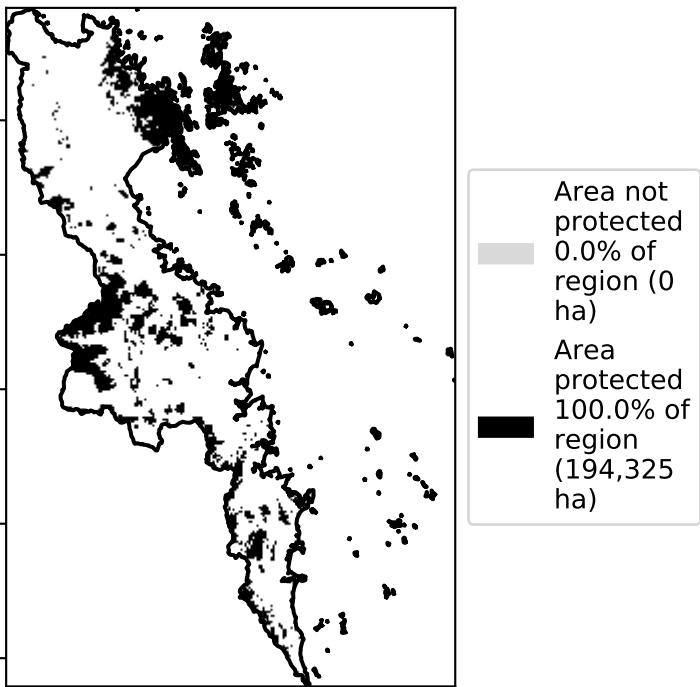 Area not
protected
0.0% of
region (0
ha)
Area
protected
100.0% of
region
(194,325
ha)